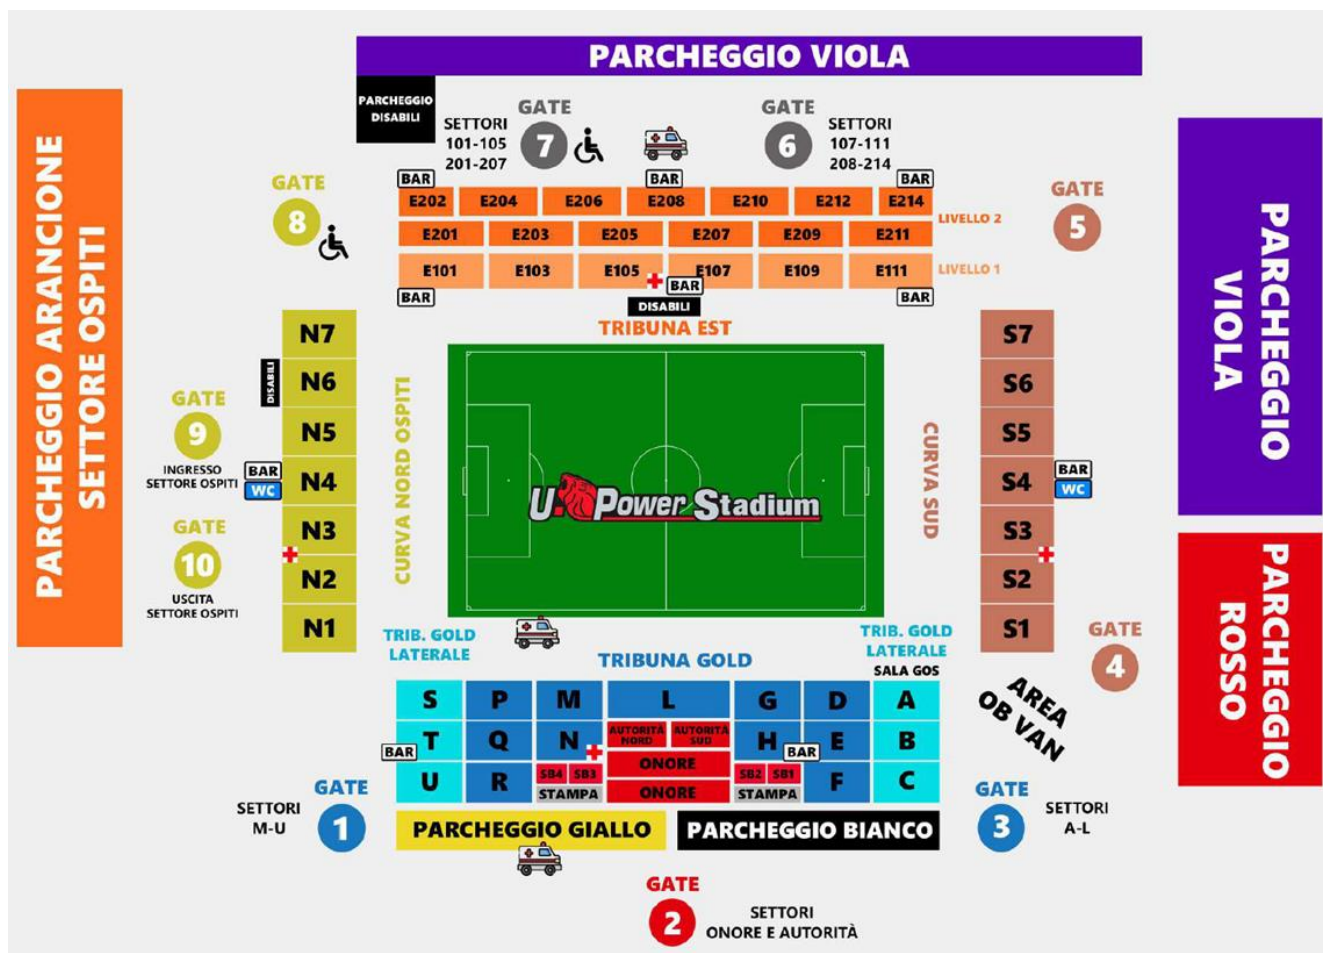 PARCHEGGIO VIOLA
PARCHEGGIO
DISABILI
SETTORI
101-105
201-207
GATE
7
GATE
6
SETTORI
107-111
208-214
BAR
BAR
BAR
E202
E204
E206
E208
E210
E212
E214
LIVELLO 2
E201
E203
E205
E207
E209
E211
E101
E103
E105
E107
E109
E111
LIVELLO 1
BAR
BAR
BAR
DISABILI
TRIBUNA EST
GATE
8
GATE
5
PARCHEGGIO ARANCIONE
SETTORE OSPITI
PARCHEGGIO
VIOLA
PARCHEGGIO
ROSSO
N7
N6
N5
N4
N3
N2
N1
DISABILI
GATE
9
INGRESSO
SETTORE OSPITI
BAR
WC
GATE
10
USCITA
SETTORE OSPITI
CURVA NORD OSPITI
U-Power Stadium
CURVA SUD
S7
S6
S5
S4
S3
S2
S1
BAR
WC
GATE
4
AREA
OB VAN
TRIB. GOLD
LATERALE
TRIBUNA GOLD
TRIB. GOLD
LATERALE
SALA GOS
S
P
M
L
G
D
A
T
Q
N
AUTORITÀ
NORD
AUTORITÀ
SUD
H
E
B
BAR
BAR
ONORE
U
R
SB4
SB3
SB2
SB1
F
C
STAMPA
ONORE
STAMPA
GATE
1
SETTORI
M-U
PARCHEGGIO GIALLO
PARCHEGGIO BIANCO
GATE
3
SETTORI
A-L
GATE
2
SETTORI
ONORE E AUTORITÀ